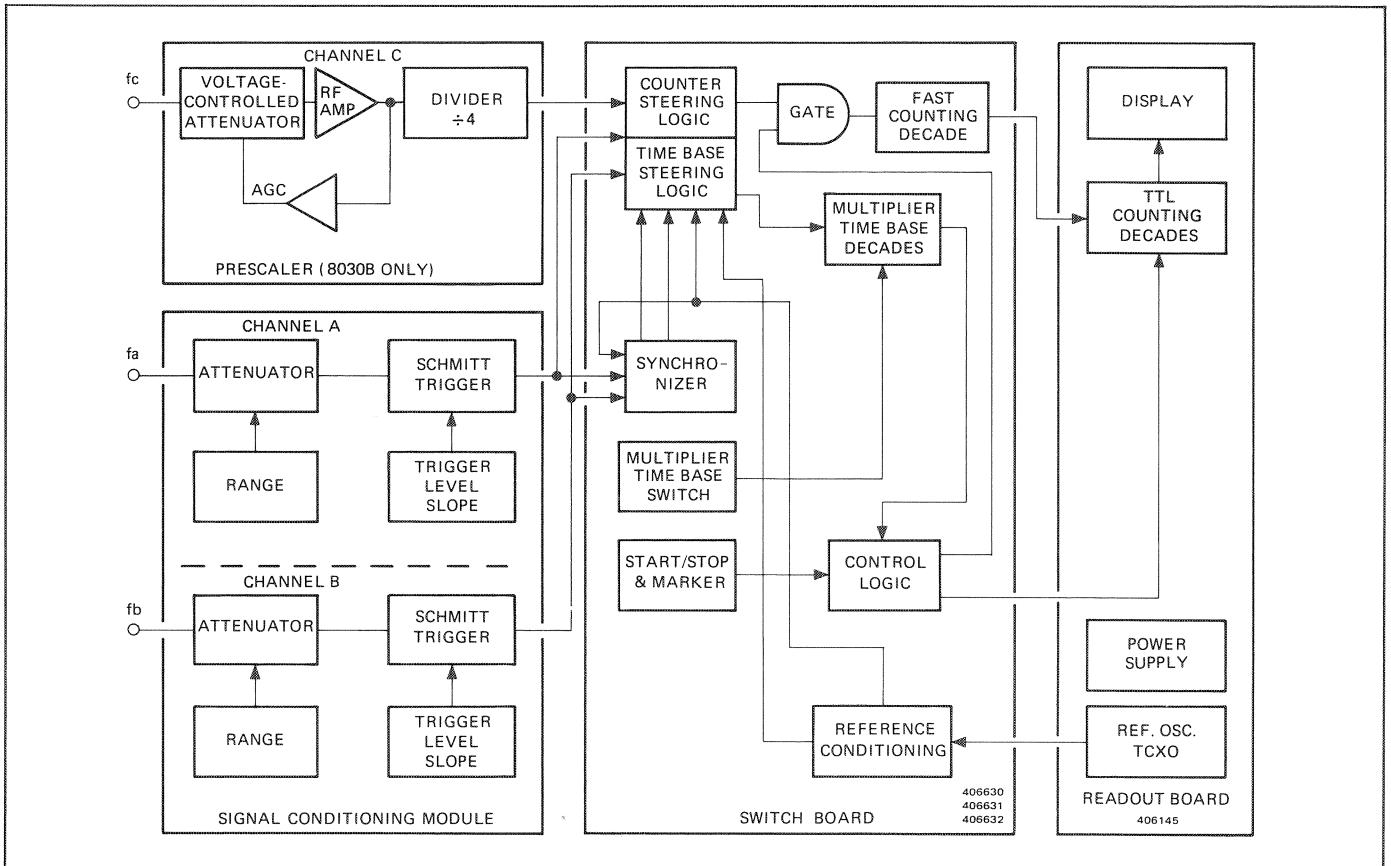 CHANNEL C
fc
VOLTAGE-
CONTROLLED
ATTENUATOR
RF
AMP
DIVIDER
÷4
AGC
PRESCALER (8030B ONLY)
CHANNEL A
fa
ATTENUATOR
SCHMITT
TRIGGER
RANGE
TRIGGER
LEVEL
SLOPE
CHANNEL B
fb
ATTENUATOR
SCHMITT
TRIGGER
RANGE
TRIGGER
LEVEL
SLOPE
SIGNAL CONDITIONING MODULE
COUNTER
STEERING
LOGIC
TIME BASE
STEERING
LOGIC
GATE
FAST
COUNTING
DECADE
MULTIPLIER
TIME BASE
DECADES
SYNCHRO-
NIZER
MULTIPLIER
TIME BASE
SWITCH
START/STOP
& MARKER
CONTROL
LOGIC
REFERENCE
CONDITIONING
406630
406631
406632
SWITCH BOARD
DISPLAY
TTL
COUNTING
DECADES
POWER
SUPPLY
REF. OSC.
TCXO
READOUT BOARD
406145